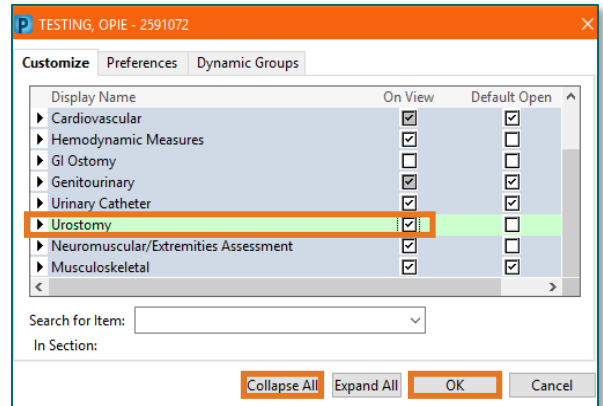 P TESTING, OPIE - 2591072
Customize Preferences Dynamic Groups
Display Name On View Default Open
Cardiovascular
Hemodynamic Measures
GI Ostomy
Genitourinary
Urinary Catheter
Urostomy
Neuromuscular/Extremities Assessment
Musculoskeletal
Search for Item:
In Section:
Collapse All Expand All OK Cancel